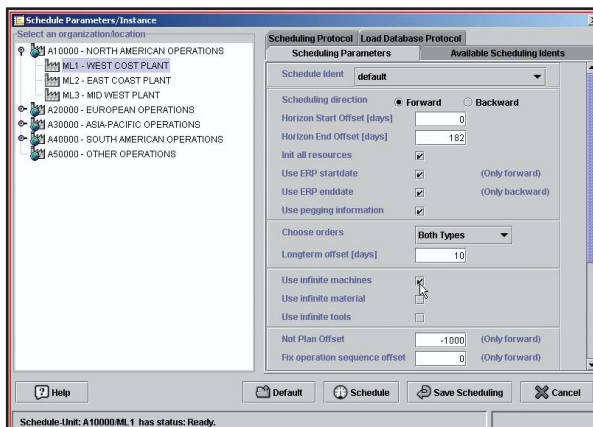 Schedule Parameters/Instance
Select an organization/location
A10000 - NORTH AMERICAN OPERATIONS
ML1 - WEST COST PLANT
ML2 - EAST COAST PLANT
ML3 - MID WEST PLANT
A20000 - EUROPEAN OPERATIONS
A30000 - ASIA-PACIFIC OPERATIONS
A40000 - SOUTH AMERICAN OPERATIONS
A50000 - OTHER OPERATIONS
Scheduling Protocol Load Database Protocol
Scheduling Parameters Available Scheduling Idents
Schedule Ident default
Scheduling direction Forward Backward
Horizon Start Offset [days] 0
Horizon End Offset [days] 182
Init all resources
Use ERP startdate (Only forward)
Use ERP enddate (Only backward)
Use pegging information
Choose orders Both Types
Longterm offset [days] 10
Use infinite machines
Use infinite material
Use infinite tools
Not Plan Offset -1000 (Only forward)
Fix operation sequence offset 0 (Only forward)
Help Default Schedule Save Scheduling Cancel
Schedule-Unit: A10000/ML1 has status: Ready.